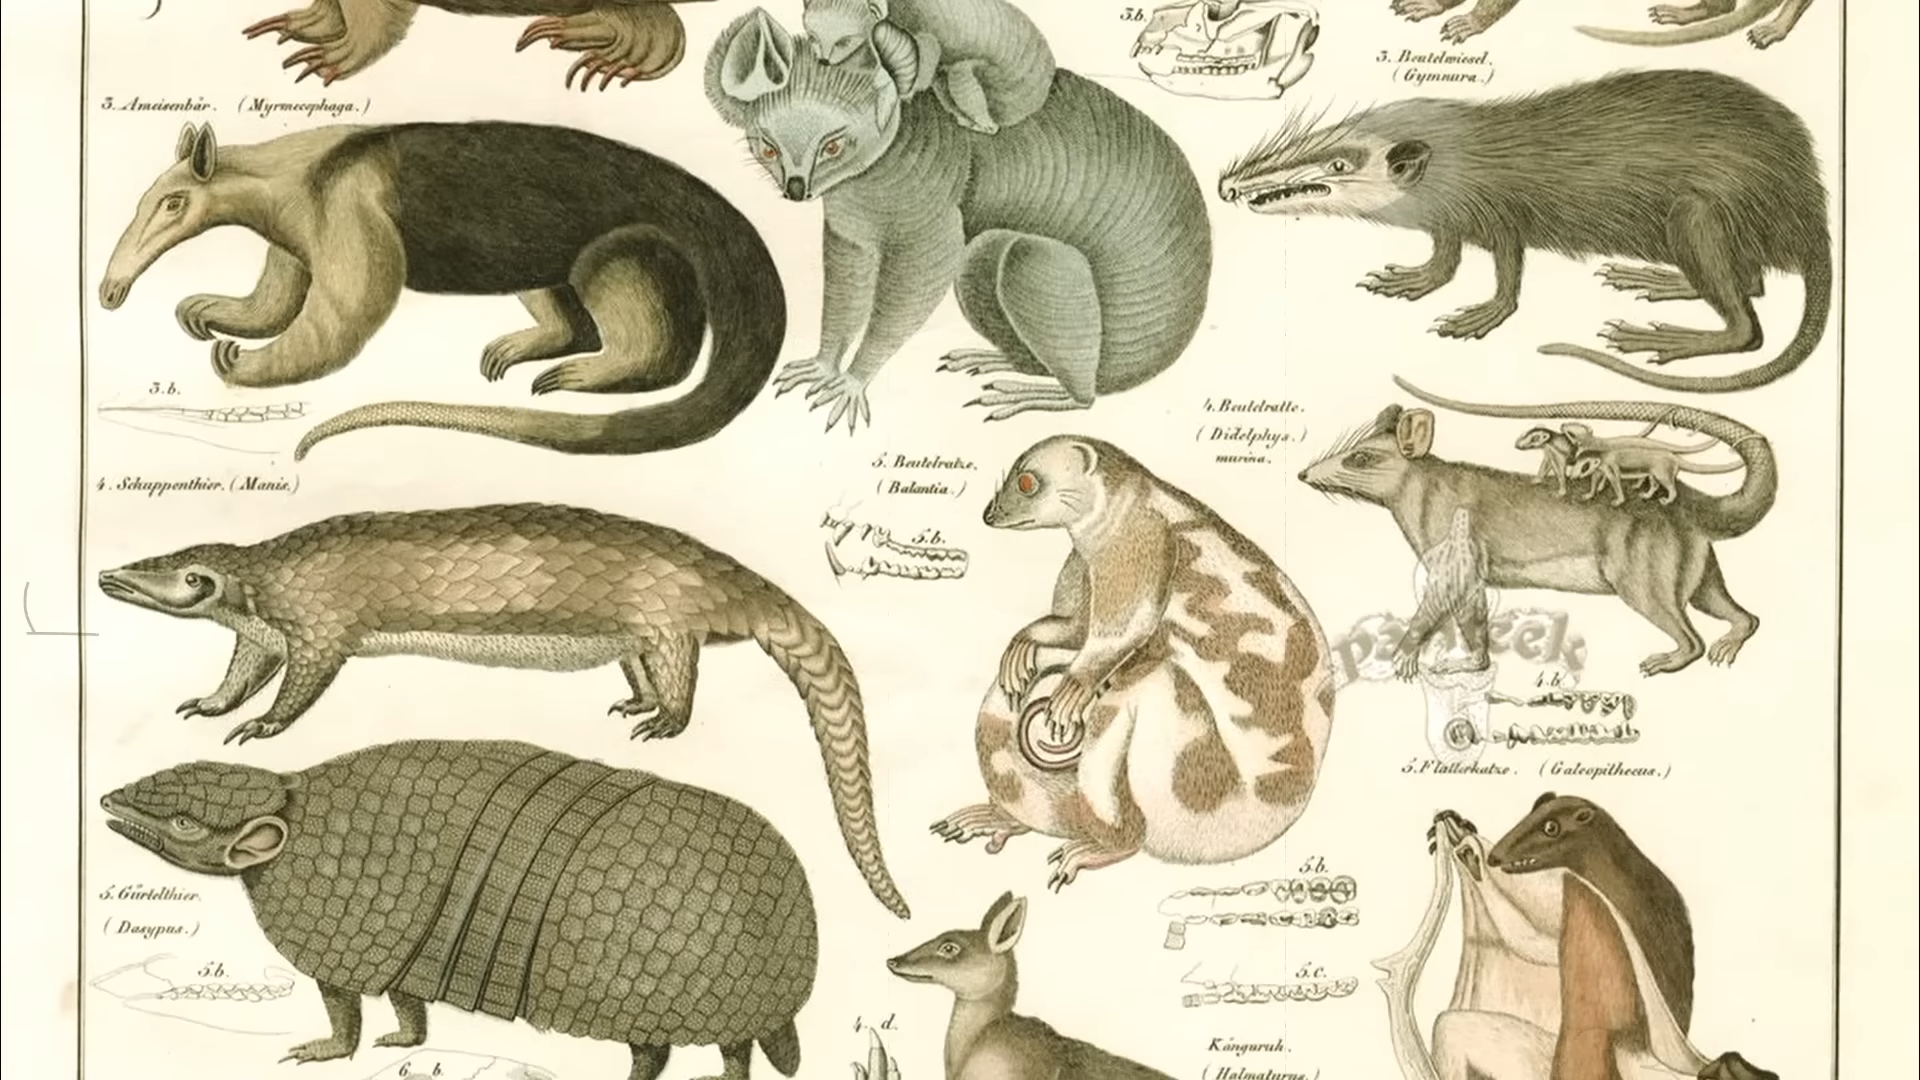 3.b.
3. Beutelwiesel.
(Gymnura.)
3. Ameisenbär. (Myrmecophaga.)
3.b.
4. Beutelratte.
(Didelphys.)
murina.
5. Beutelratze.
(Balantia.)
4. Schuppenthier. (Manis.)
5.b.
panteek
4.b.
5. Flatterkatze. (Galeopithecus.)
5.b.
5. Gürtelthier.
(Dasypus.)
5.b.
5.c.
4. d.
Känguruh.
(Halmaturus.)
6. b.